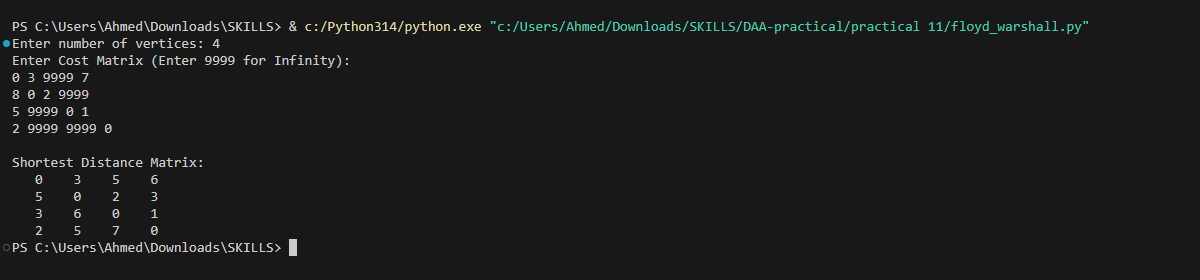 PS C:\Users\Ahmed\Downloads\SKILLS> & c:/Python314/python.exe "c:/Users/Ahmed/Downloads/SKILLS/DAA-practical/practical 11/floyd_warshall.py"
Enter number of vertices: 4
Enter Cost Matrix (Enter 9999 for Infinity):
0 3 9999 7
8 0 2 9999
5 9999 0 1
2 9999 9999 0

Shortest Distance Matrix:
   0    3    5    6
   5    0    2    3
   3    6    0    1
   2    5    7    0
PS C:\Users\Ahmed\Downloads\SKILLS>